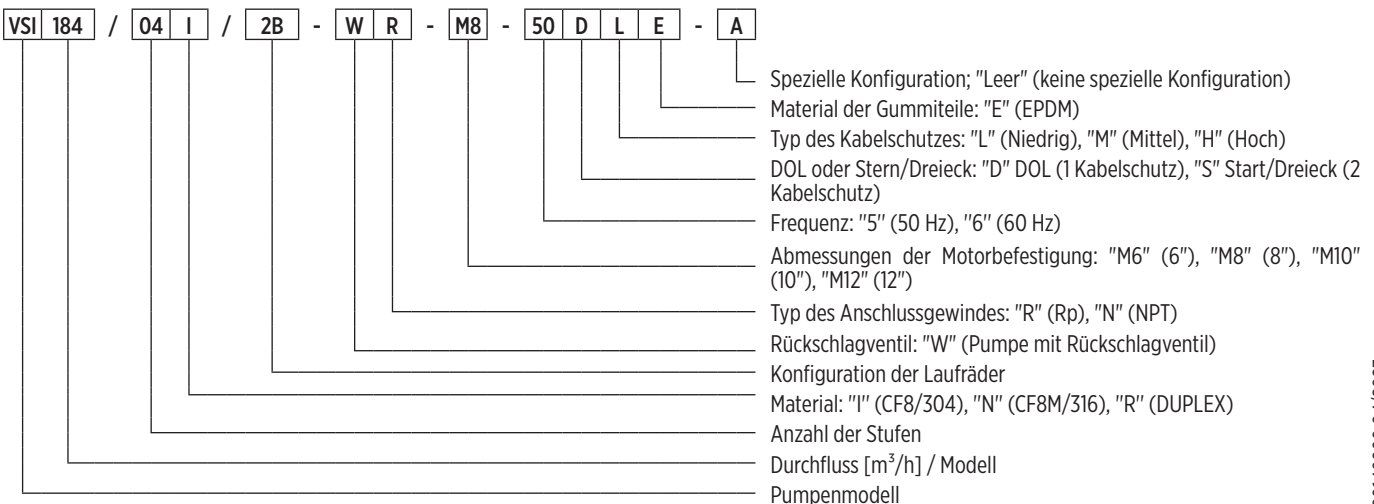 VSI 184 / 04 I / 2B - W R - M8 - 50 D L E - A
Spezielle Konfiguration; "Leer" (keine spezielle Konfiguration)
Material der Gummiteile: "E" (EPDM)
Typ des Kabelschutzes: "L" (Niedrig), "M" (Mittel), "H" (Hoch)
DOL oder Stern/Dreieck: "D" DOL (1 Kabelschutz), "S" Start/Dreieck (2
Kabelschutz)
Frequenz: "5" (50 Hz), "6" (60 Hz)
Abmessungen der Motorbefestigung: "M6" (6"), "M8" (8"), "M10"
(10"), "M12" (12")
Typ des Anschlussgewindes: "R" (Rp), "N" (NPT)
Rückschlagventil: "W" (Pumpe mit Rückschlagventil)
Konfiguration der Laufräder
Material: "I" (CF8/304), "N" (CF8M/316), "R" (DUPLEX)
Anzahl der Stufen
Durchfluss [m³/h] / Modell
Pumpenmodell